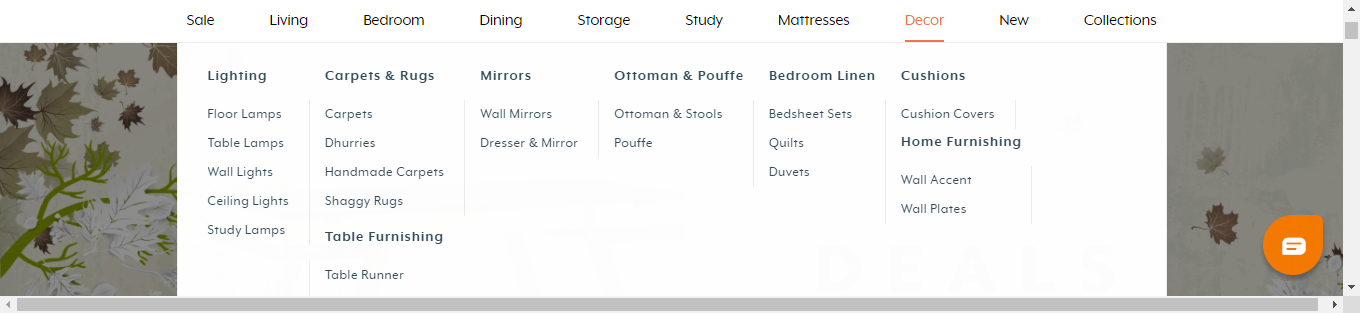 Sale
Living
Bedroom
Dining
Storage
Study
Mattresses
Decor
New
Collections
Lighting
Floor Lamps
Table Lamps
Wall Lights
Ceiling Lights
Study Lamps
Carpets & Rugs
Carpets
Dhurries
Handmade Carpets
Shaggy Rugs
Table Furnishing
Table Runner
Mirrors
Wall Mirrors
Dresser & Mirror
Ottoman & Pouffe
Ottoman & Stools
Pouffe
Bedroom Linen
Bedsheet Sets
Quilts
Duvets
Cushions
Cushion Covers
Home Furnishing
Wall Accent
Wall Plates
DEALS